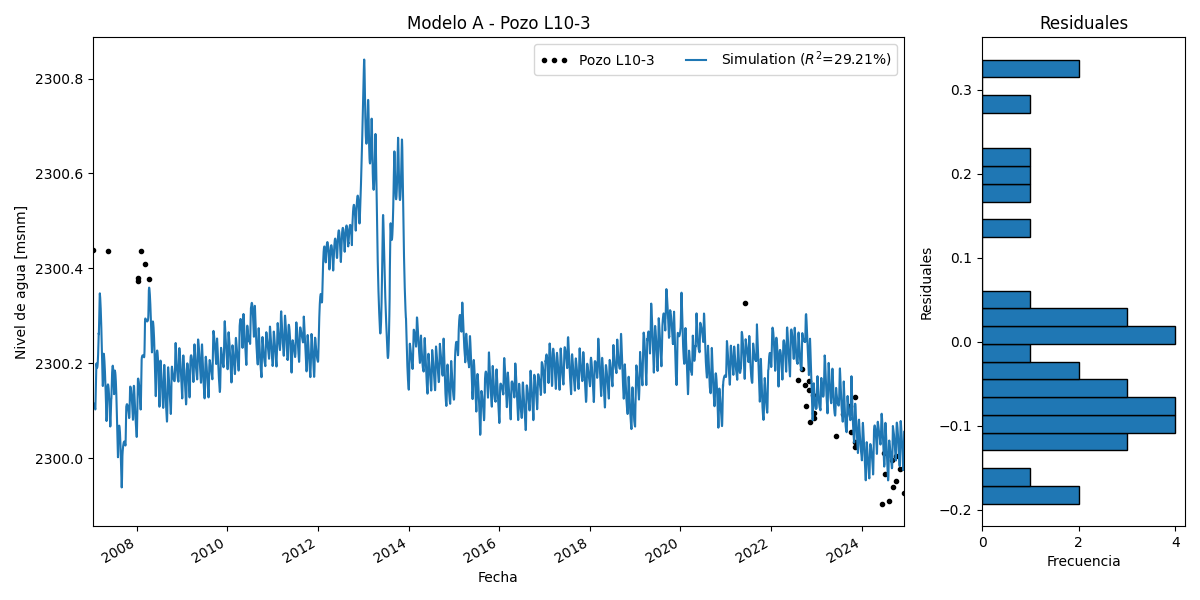 Modelo A - Pozo L10-3
Pozo L10-3
Simulation (R²=29.21%)
Nivel de agua [msnm]
2300.8
2300.6
2300.4
2300.2
2300.0
2008
2010
2012
2014
2016
2018
2020
2022
2024
Fecha
Residuales
Residuales
0.3
0.2
0.1
0.0
−0.1
−0.2
0
2
4
Frecuencia